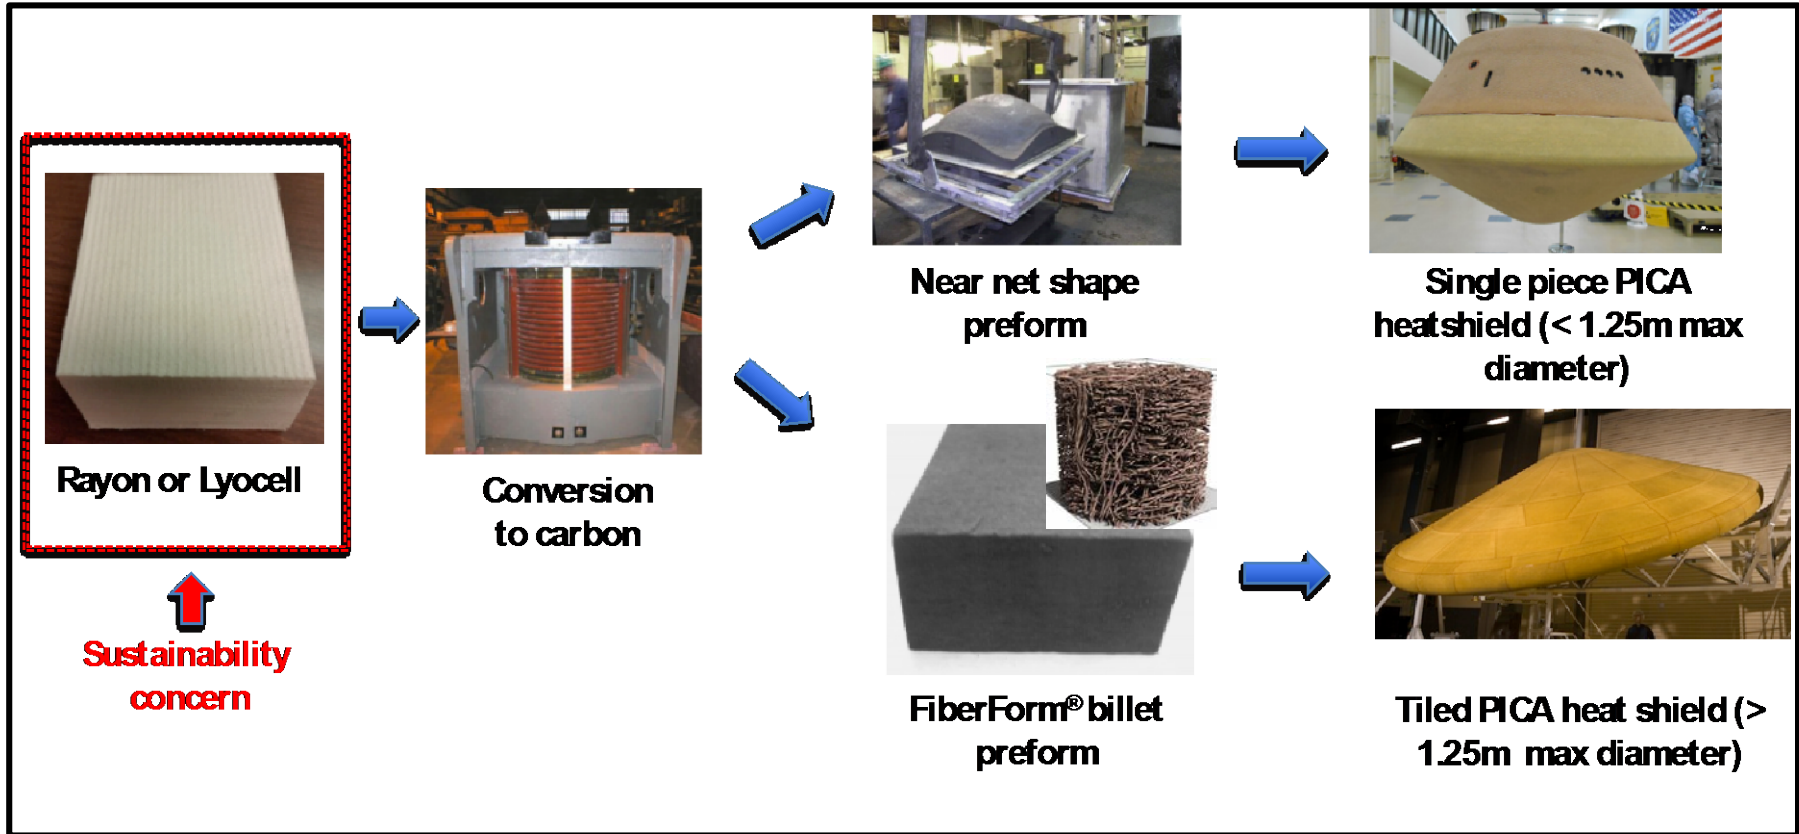 Rayon or Lyocell
Sustainability
concern
Conversion
to carbon
Near net shape
preform
Single piece PICA
heatshield (< 1.25m max
diameter)
FiberForm® billet
preform
Tiled PICA heat shield (>
1.25m max diameter)